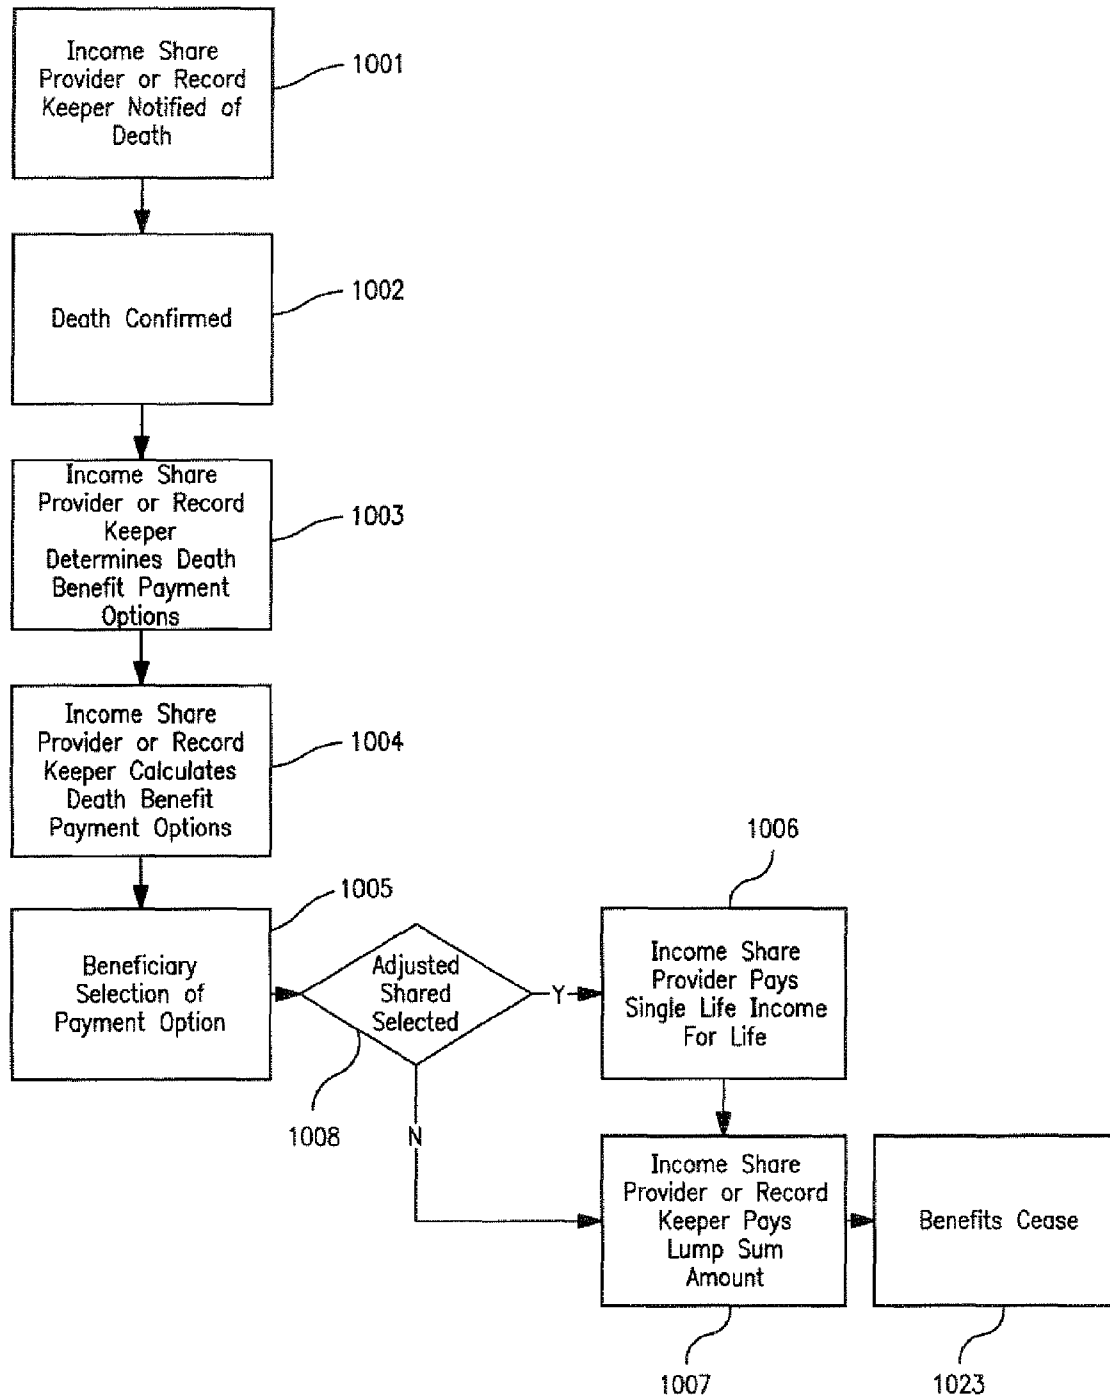 Income Share
Provider or Record
Keeper Notified of
Death
1001
Death Confirmed
1002
Income Share
Provider or Record
Keeper
Determines Death
Benefit Payment
Options
1003
Income Share
Provider or Record
Keeper Calculates
Death Benefit
Payment Options
1004
Beneficiary
Selection of
Payment Option
1005
Adjusted
Shared
Selected
1008
Y
N
1006
Income Share
Provider Pays
Single Life Income
For Life
Income Share
Provider or Record
Keeper Pays
Lump Sum
Amount
1007
Benefits Cease
1023